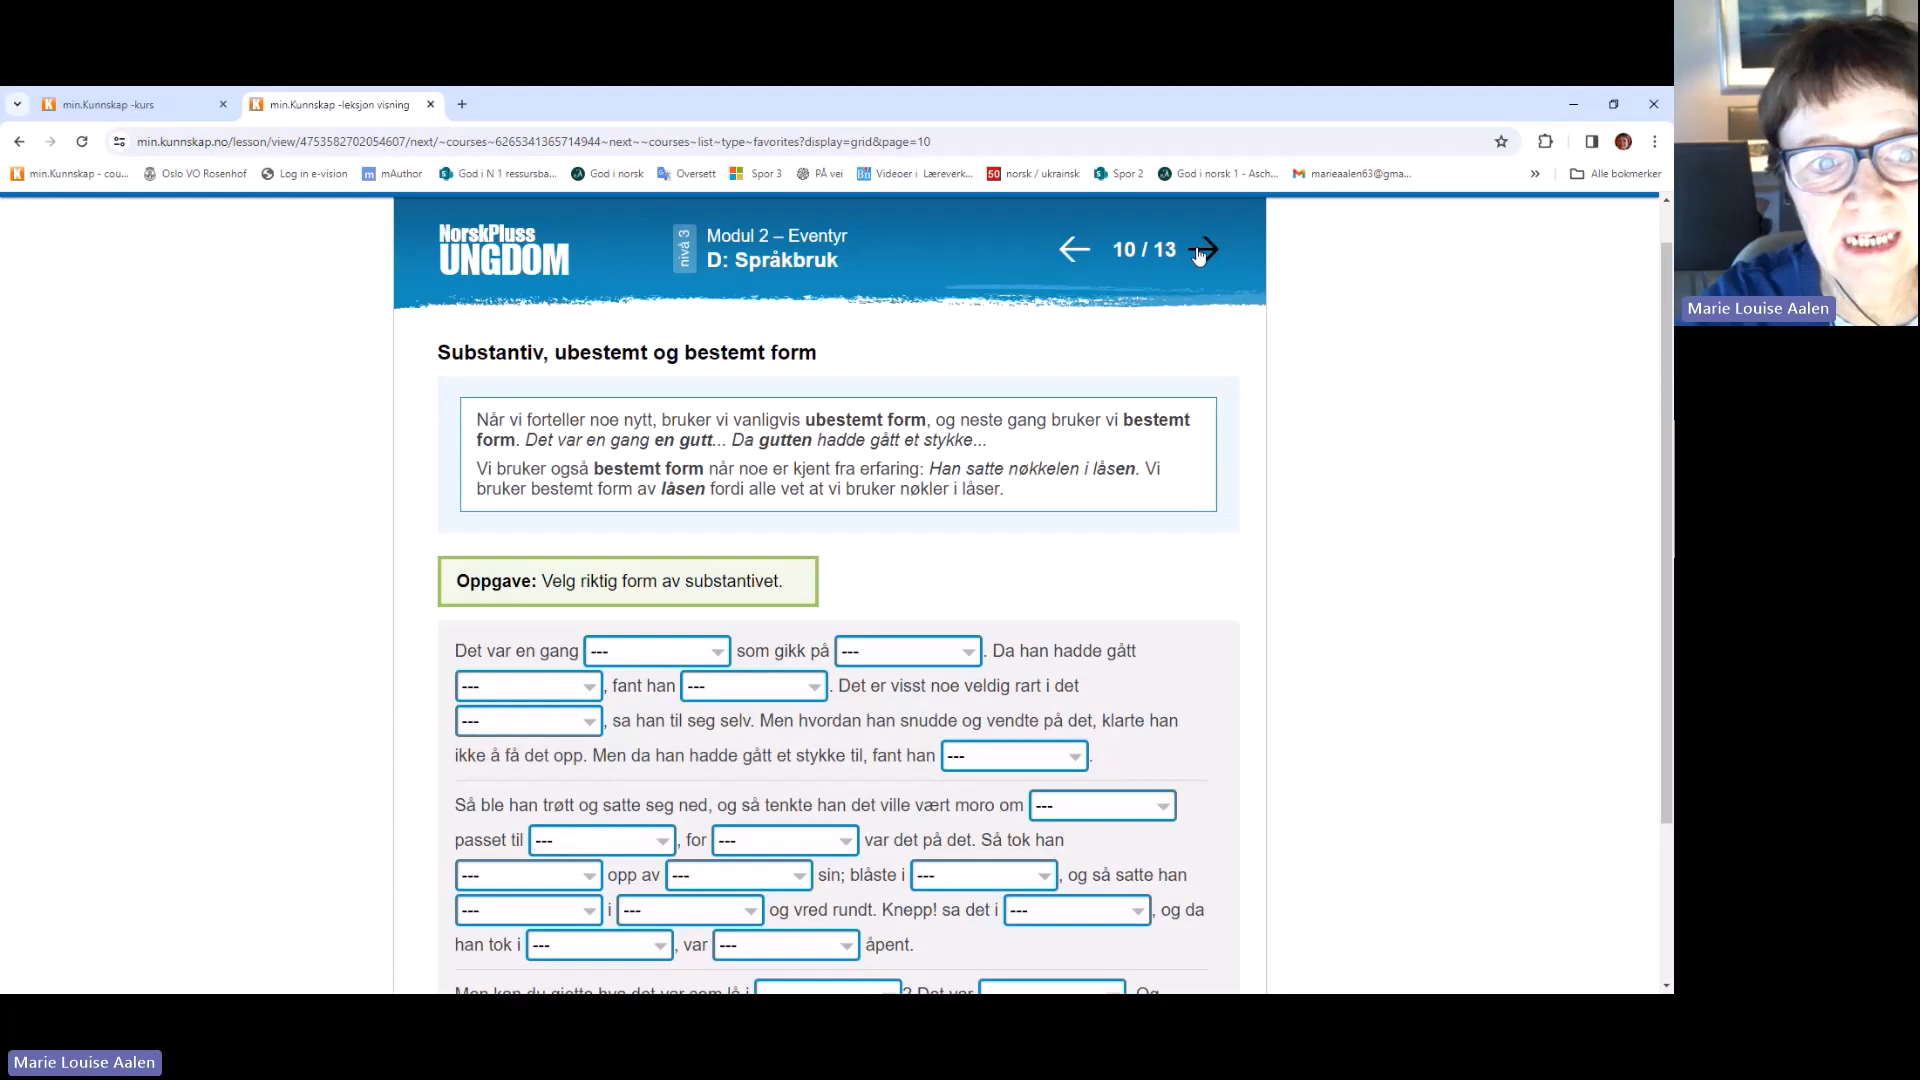 min.Kunnskap -kurs
min.Kunnskap -leksjon visning
min.kunnskap.no/lesson/view/4753582702054607/next/~courses~6265341365714944~next~~courses~list~type~favorites?display=grid&page=10
min.Kunnskap - cou... Oslo VO Rosenhof Log in e-vision mAuthor God i N 1 ressursba... God i norsk Oversett Spor 3 PÅ vei Videoer i Læreverk... norsk / ukrainsk Spor 2 God i norsk 1 - Asch... marieaalen63@gma... » Alle bokmerker
NorskPluss
UNGDOM
nivå 3
Modul 2 – Eventyr
D: Språkbruk
10 / 13
Substantiv, ubestemt og bestemt form
Når vi forteller noe nytt, bruker vi vanligvis ubestemt form, og neste gang bruker vi bestemt
form. Det var en gang en gutt... Da gutten hadde gått et stykke...
Vi bruker også bestemt form når noe er kjent fra erfaring: Han satte nøkkelen i låsen. Vi
bruker bestemt form av låsen fordi alle vet at vi bruker nøkler i låser.
Oppgave: Velg riktig form av substantivet.
Det var en gang --- som gikk på --- . Da han hadde gått
--- , fant han --- . Det er visst noe veldig rart i det
--- , sa han til seg selv. Men hvordan han snudde og vendte på det, klarte han
ikke å få det opp. Men da han hadde gått et stykke til, fant han --- .
Så ble han trøtt og satte seg ned, og så tenkte han det ville vært moro om ---
passet til --- , for --- var det på det. Så tok han
--- opp av --- sin; blåste i --- , og så satte han
--- i --- og vred rundt. Knepp! sa det i --- , og da
han tok i --- , var --- åpent.
Men kan du gjette hva det var som lå i ? Det var . Og
Marie Louise Aalen
Marie Louise Aalen